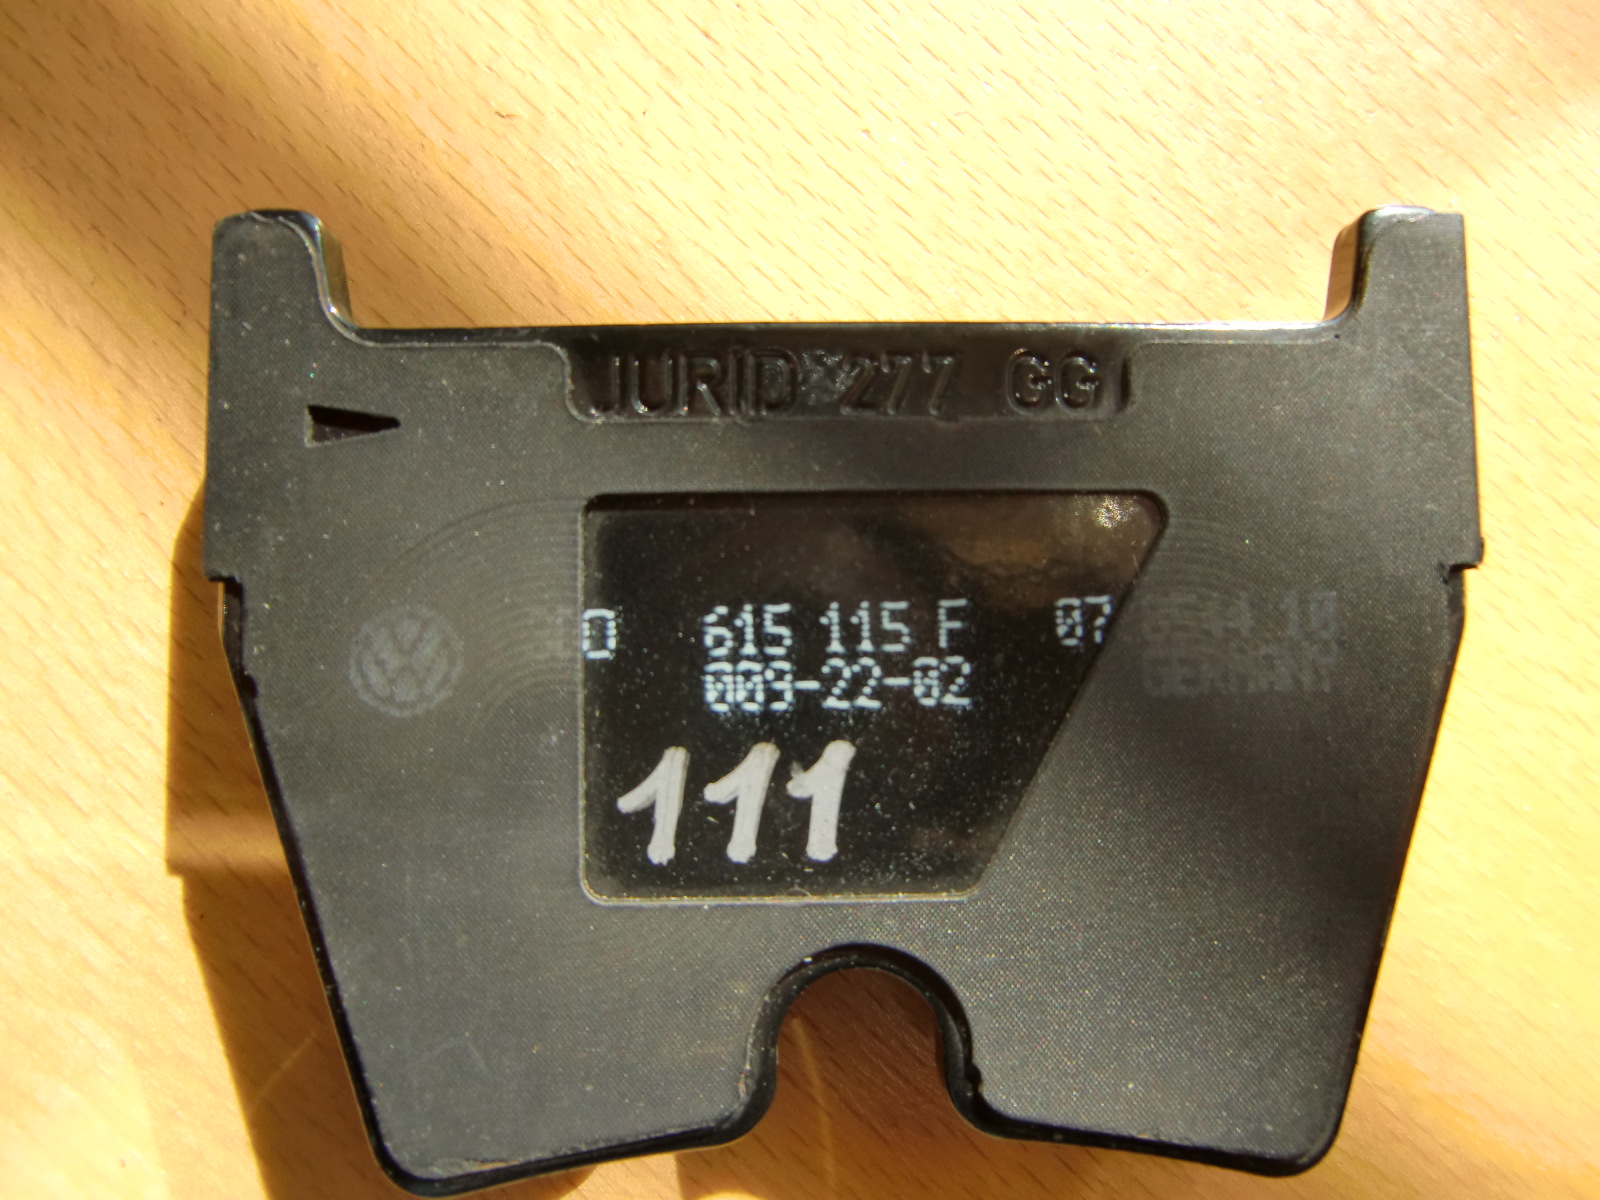 JURID 277 GG
615 115 F 07
003-22-02
GERMANY
111